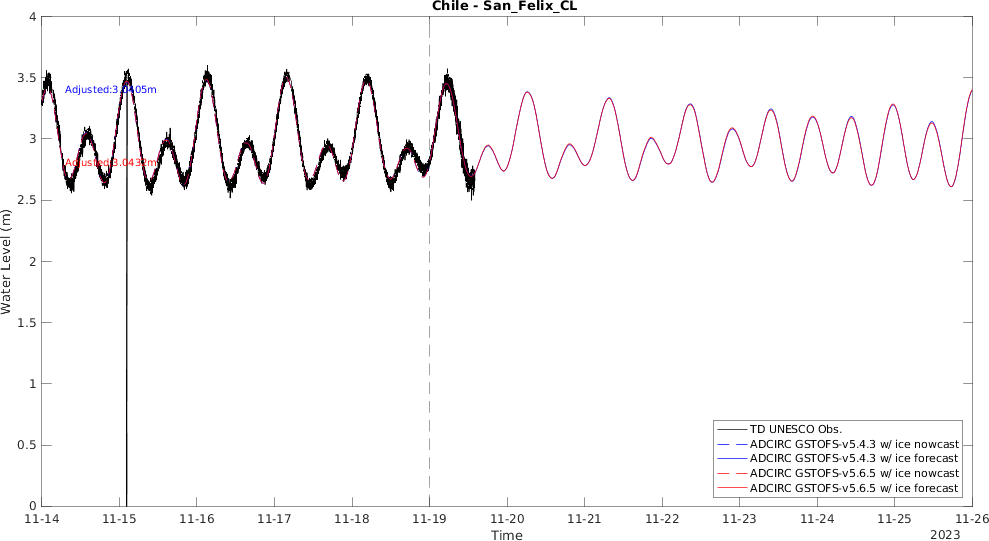 Chile - San_Felix_CL
4
3.5
3
2.5
2
1.5
1
0.5
0
Water Level (m)
Adjusted:3.0405m
Adjusted:3.0432m
TD UNESCO Obs.
ADCIRC GSTOFS-v5.4.3 w/ ice nowcast
ADCIRC GSTOFS-v5.4.3 w/ ice forecast
ADCIRC GSTOFS-v5.6.5 w/ ice nowcast
ADCIRC GSTOFS-v5.6.5 w/ ice forecast
11-14 11-15 11-16 11-17 11-18 11-19 11-20 11-21 11-22 11-23 11-24 11-25 11-26
Time
2023